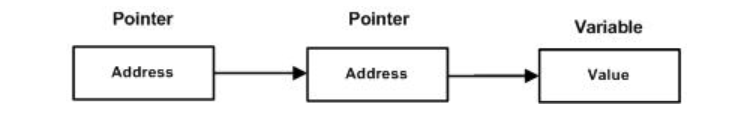 Pointer Pointer Variable
Address Address Value